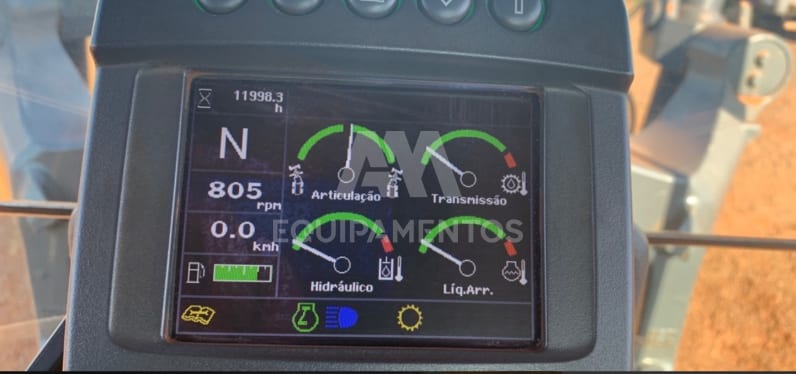 11998.3
h
N
805
rpm
0.0
kmh
Articulação
Transmissão
Hidráulico
Líq.Arr.
AM
EQUIPAMENTOS